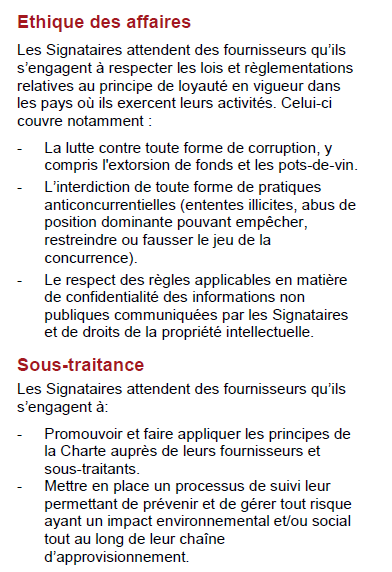 Ethique des affaires
Les Signataires attendent des fournisseurs qu'ils
s'engagent à respecter les lois et règlementations
relatives au principe de loyauté en vigueur dans
les pays où ils exercent leurs activités. Celui-ci
couvre notamment :
- La lutte contre toute forme de corruption, y
compris l'extorsion de fonds et les pots-de-vin.
- L'interdiction de toute forme de pratiques
anticoncurrentielles (ententes illicites, abus de
position dominante pouvant empêcher,
restreindre ou fausser le jeu de la
concurrence).
- Le respect des règles applicables en matière
de confidentialité des informations non
publiques communiquées par les Signataires
et de droits de la propriété intellectuelle.
Sous-traitance
Les Signataires attendent des fournisseurs qu'ils
s'engagent à:
- Promouvoir et faire appliquer les principes de
la Charte auprès de leurs fournisseurs et
sous-traitants.
- Mettre en place un processus de suivi leur
permettant de prévenir et de gérer tout risque
ayant un impact environnemental et/ou social
tout au long de leur chaîne
d'approvisionnement.